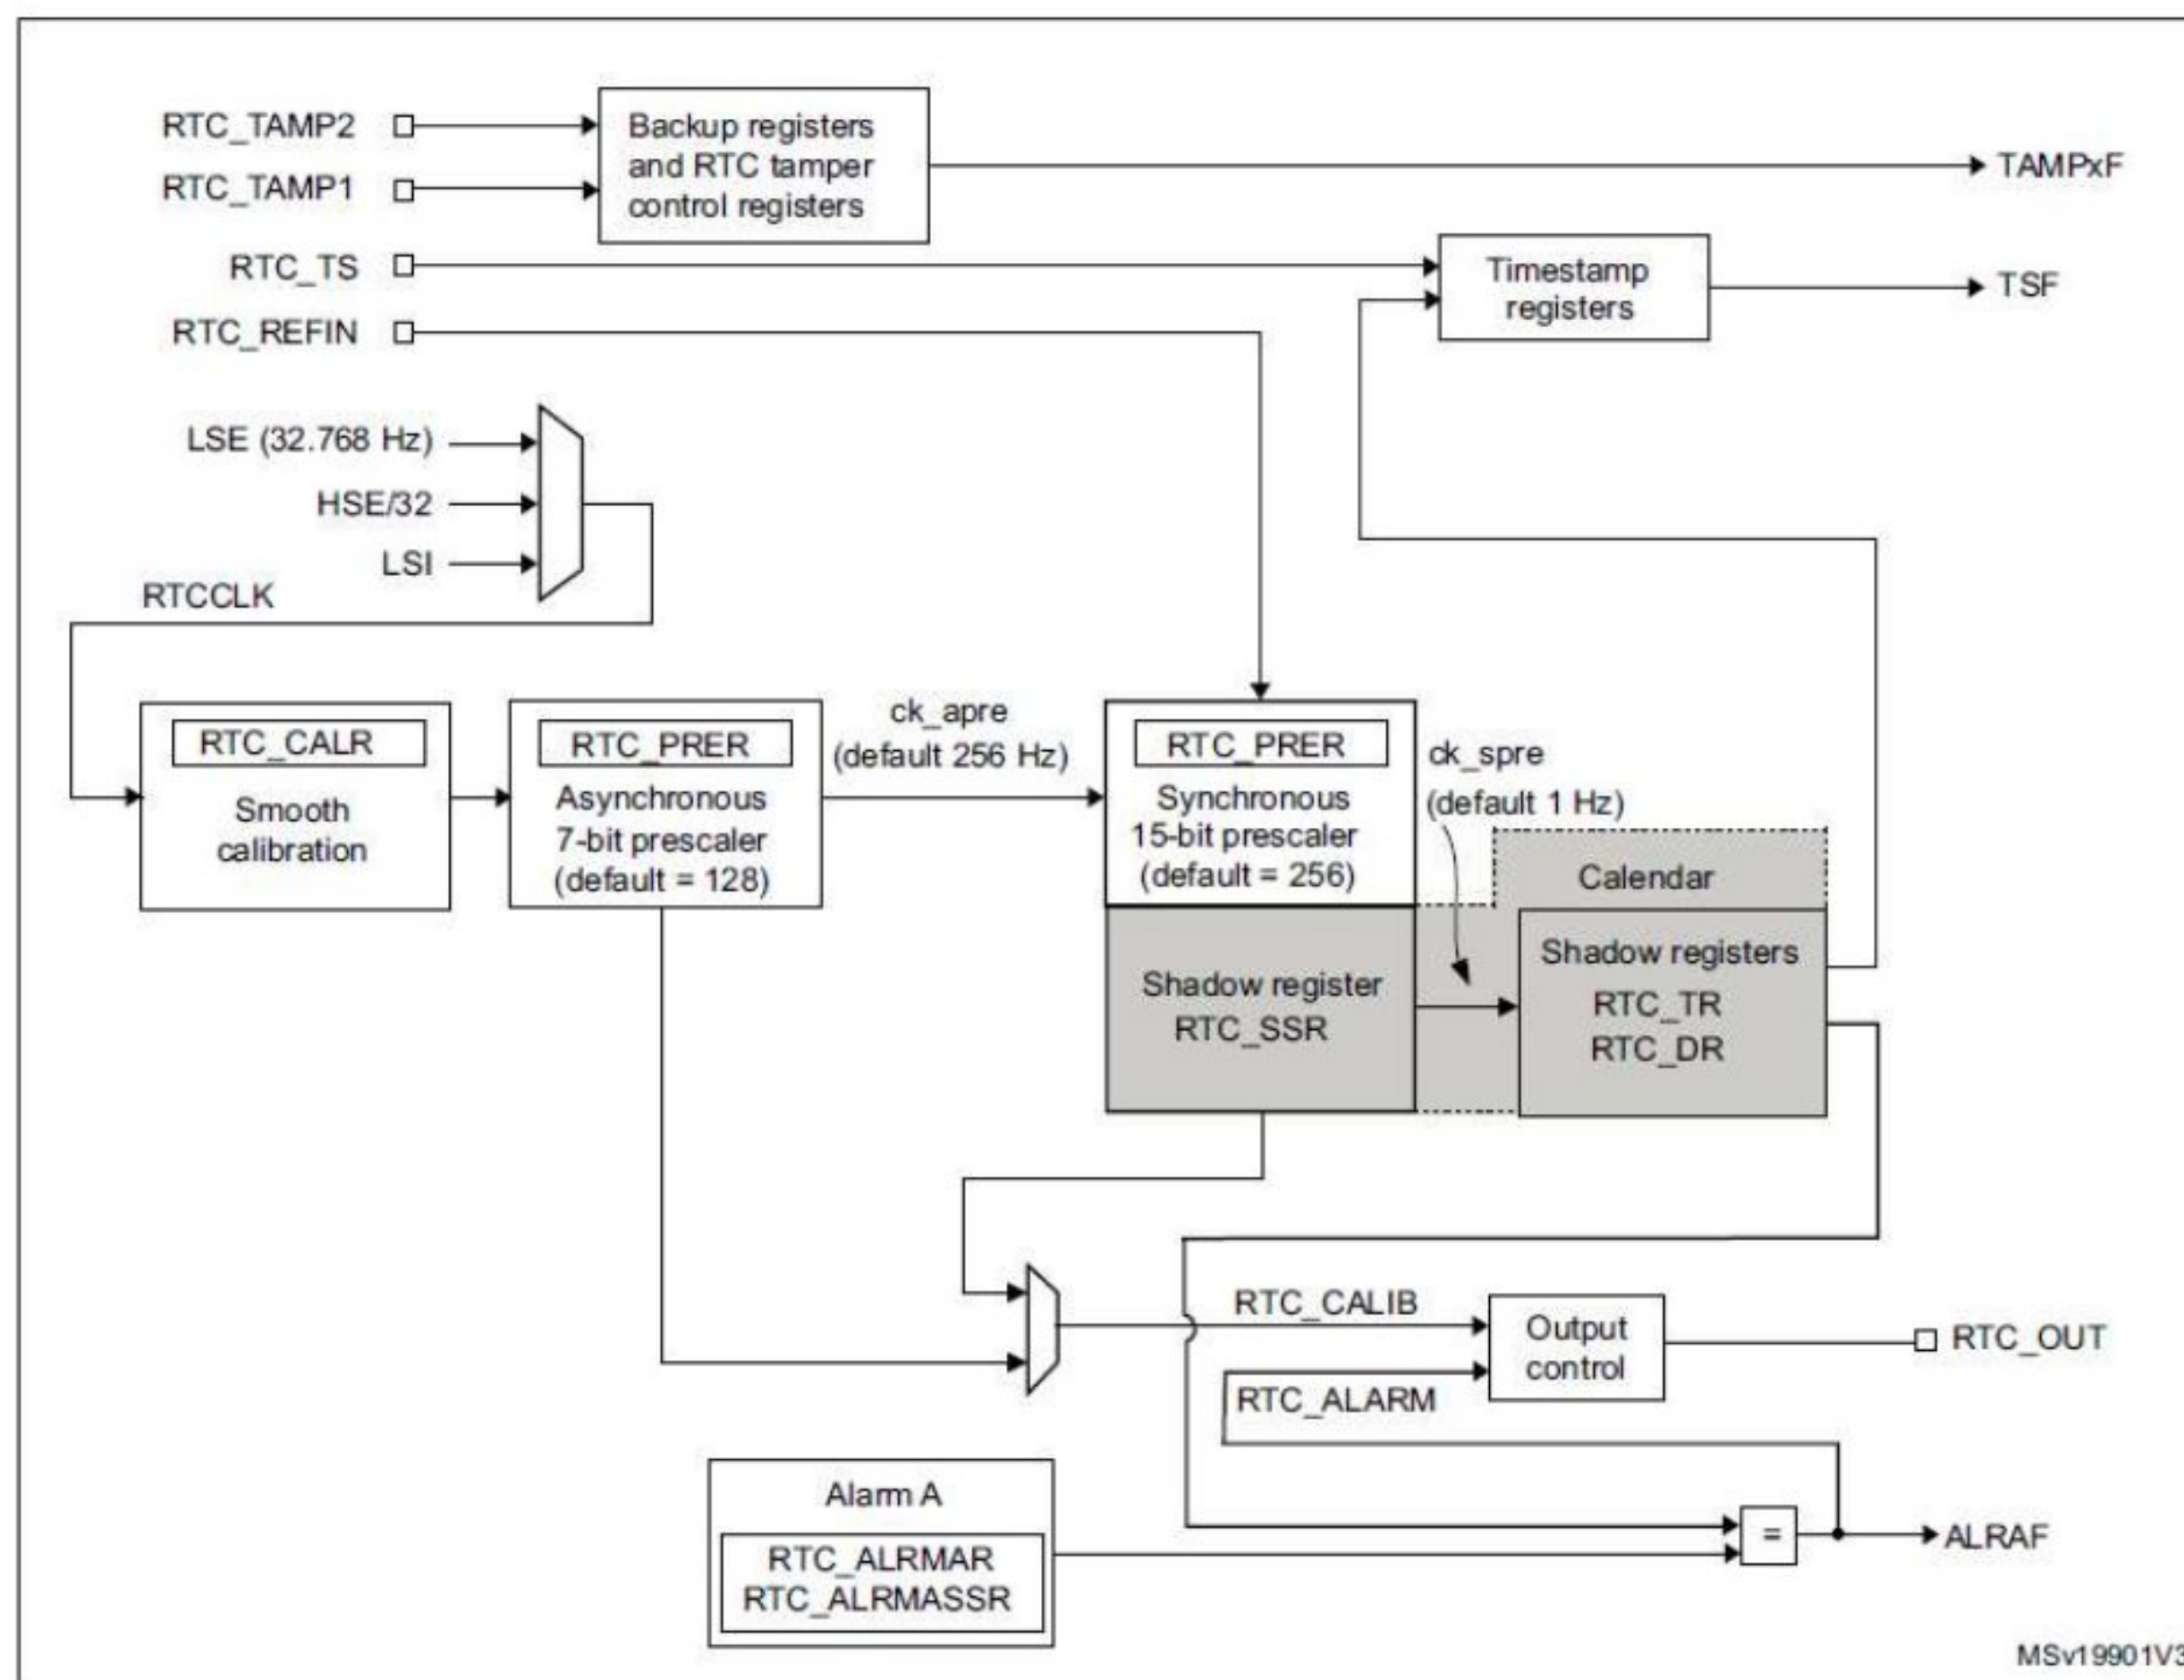 RTC_TAMP2
RTC_TAMP1
Backup registers
and RTC tamper
control registers
TAMPxF
RTC_TS
Timestamp
registers
TSF
RTC_REFIN
LSE (32.768 Hz)
HSE/32
LSI
RTCCLK
RTC_CALR
Smooth
calibration
RTC_PRER
Asynchronous
7-bit prescaler
(default = 128)
ck_apre
(default 256 Hz)
RTC_PRER
Synchronous
15-bit prescaler
(default = 256)
ck_spre
(default 1 Hz)
Calendar
Shadow register
RTC_SSR
Shadow registers
RTC_TR
RTC_DR
RTC_CALIB
Output
control
RTC_OUT
RTC_ALARM
Alarm A
RTC_ALRMAR
RTC_ALRMASSR
=
ALRAF
MSv19901V3